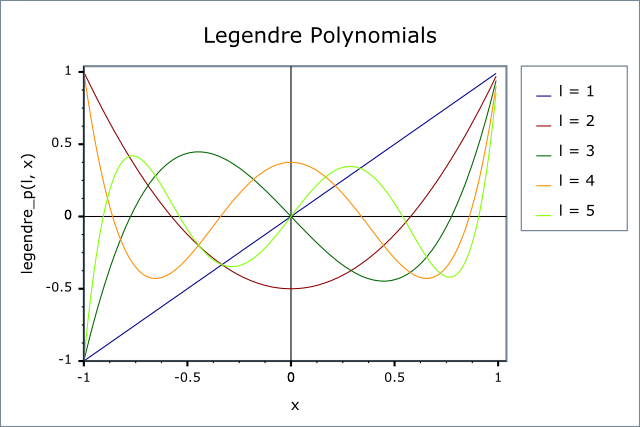 Legendre Polynomials
legendre_p(l, x)
1
0.5
0
-0.5
-1
-1
-0.5
0
0.5
1
x
l = 1
l = 2
l = 3
l = 4
l = 5